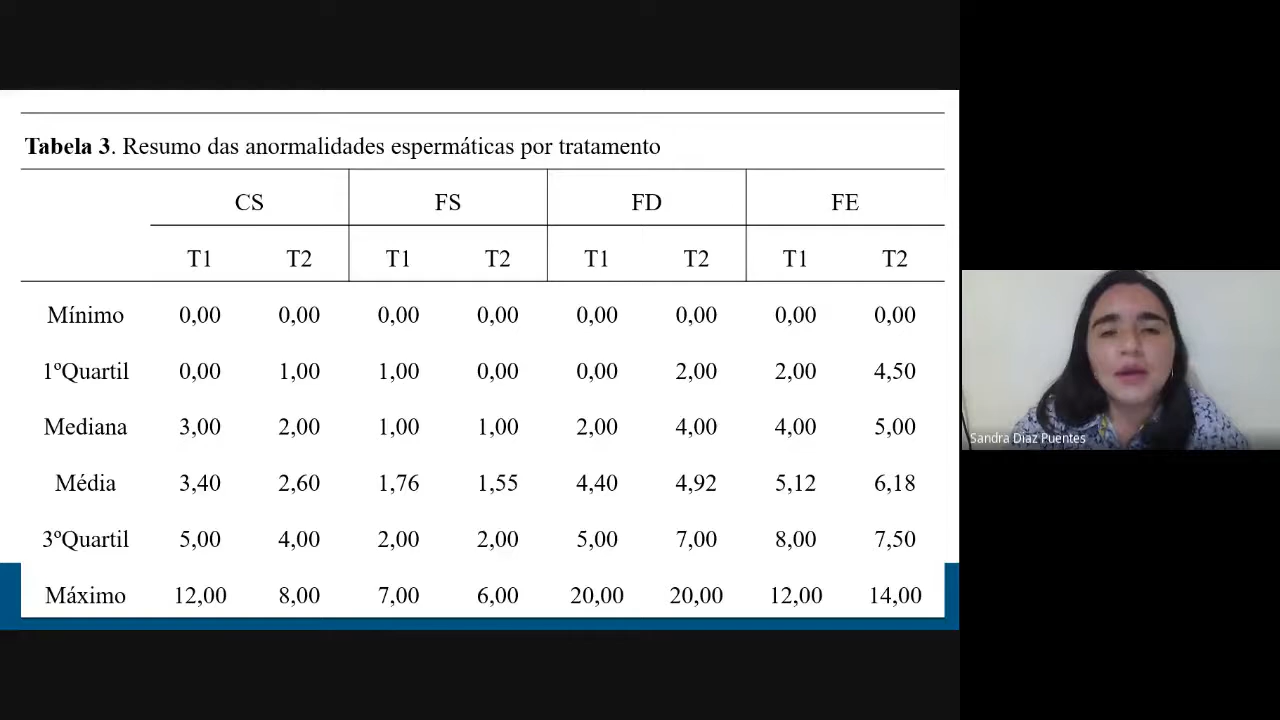 Tabela 3. Resumo das anormalidades espermáticas por tratamento
CS FS FD FE
T1 T2 T1 T2 T1 T2 T1 T2
Mínimo 0,00 0,00 0,00 0,00 0,00 0,00 0,00 0,00
1ºQuartil 0,00 1,00 1,00 0,00 0,00 2,00 2,00 4,50
Mediana 3,00 2,00 1,00 1,00 2,00 4,00 4,00 5,00
Média 3,40 2,60 1,76 1,55 4,40 4,92 5,12 6,18
3ºQuartil 5,00 4,00 2,00 2,00 5,00 7,00 8,00 7,50
Máximo 12,00 8,00 7,00 6,00 20,00 20,00 12,00 14,00
Sandra Diaz Puentes